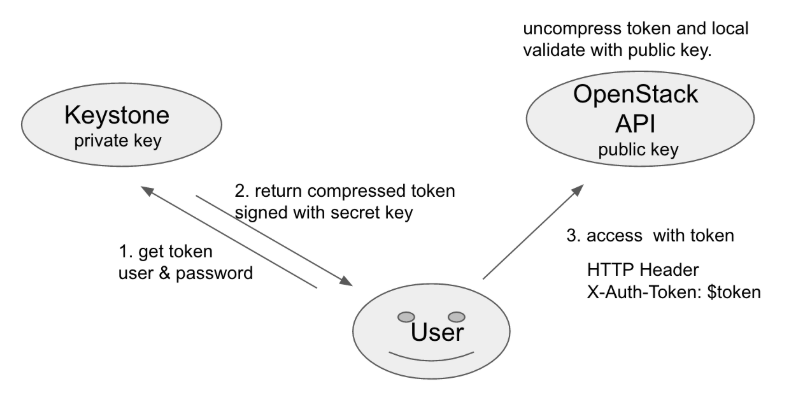 uncompress token and local
validate with public key.
Keystone
private key
OpenStack
API
public key
2. return compressed token
signed with secret key
1. get token
user & password
3. access  with token
HTTP Header
X-Auth-Token: $token
User